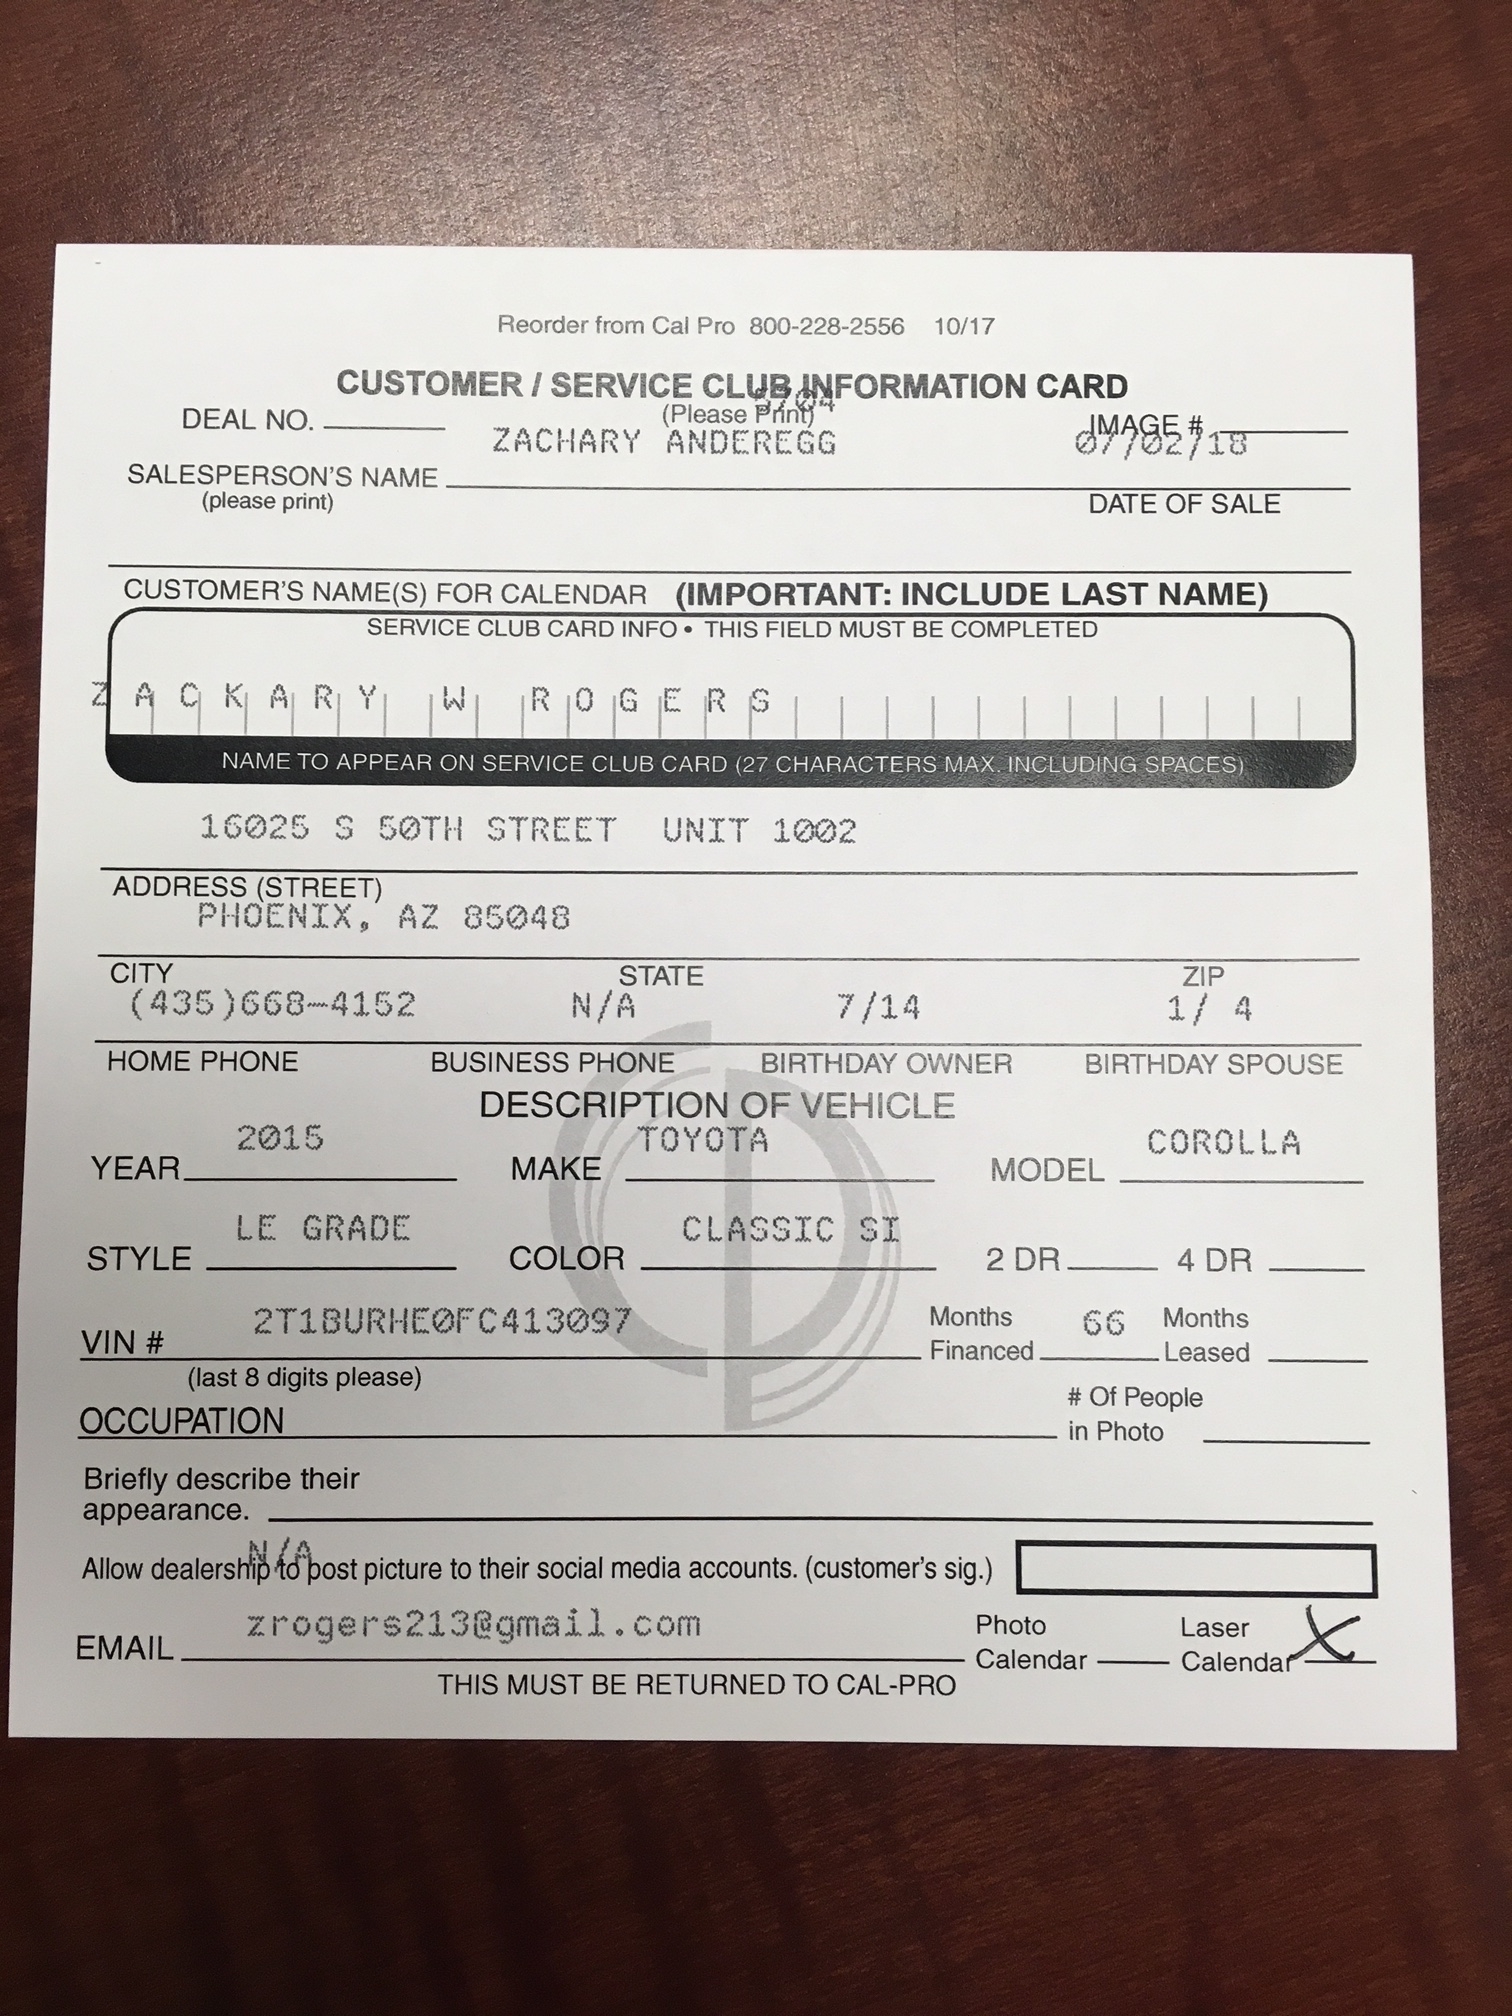 Reorder from Cal Pro 800-228-2556 10/17
CUSTOMER / SERVICE CLUB INFORMATION CARD
(Please Print)
DEAL NO. IMAGE #
ZACHARY ANDEREGG 07/02/18
SALESPERSON'S NAME
(please print) DATE OF SALE
CUSTOMER'S NAME(S) FOR CALENDAR (IMPORTANT: INCLUDE LAST NAME)
SERVICE CLUB CARD INFO • THIS FIELD MUST BE COMPLETED
ZACKARY W ROGERS
NAME TO APPEAR ON SERVICE CLUB CARD (27 CHARACTERS MAX. INCLUDING SPACES)
16025 S 50TH STREET UNIT 1002
ADDRESS (STREET)
PHOENIX, AZ 85048
CITY STATE ZIP
(435)668-4152 N/A 7/14 1/ 4
HOME PHONE BUSINESS PHONE BIRTHDAY OWNER BIRTHDAY SPOUSE
DESCRIPTION OF VEHICLE
2015 TOYOTA COROLLA
YEAR MAKE MODEL
LE GRADE CLASSIC SI
STYLE COLOR 2 DR 4 DR
2T1BURHE0FC413097 Months 66 Months
VIN # Financed Leased
(last 8 digits please) # Of People
OCCUPATION in Photo
Briefly describe their
appearance.
N/A
Allow dealership to post picture to their social media accounts. (customer's sig.)
zrogers213@gmail.com Photo Laser X
EMAIL Calendar Calendar
THIS MUST BE RETURNED TO CAL-PRO